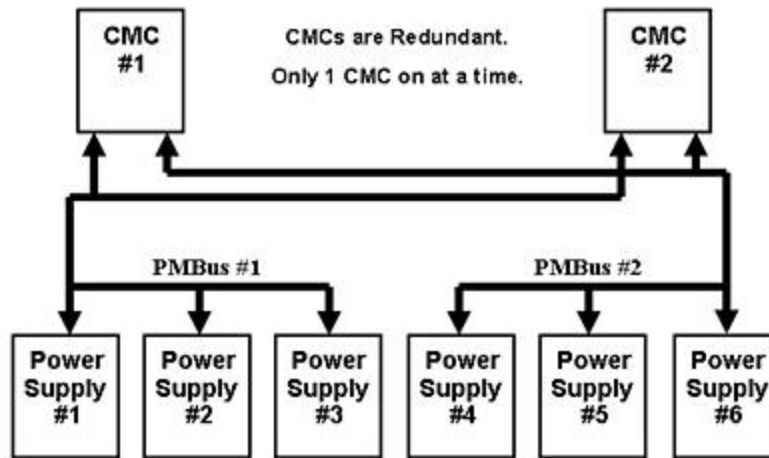 CMC
#1
CMCs are Redundant.
Only 1 CMC on at a time.
CMC
#2
PMBus #1
PMBus #2
Power
Supply
#1
Power
Supply
#2
Power
Supply
#3
Power
Supply
#4
Power
Supply
#5
Power
Supply
#6